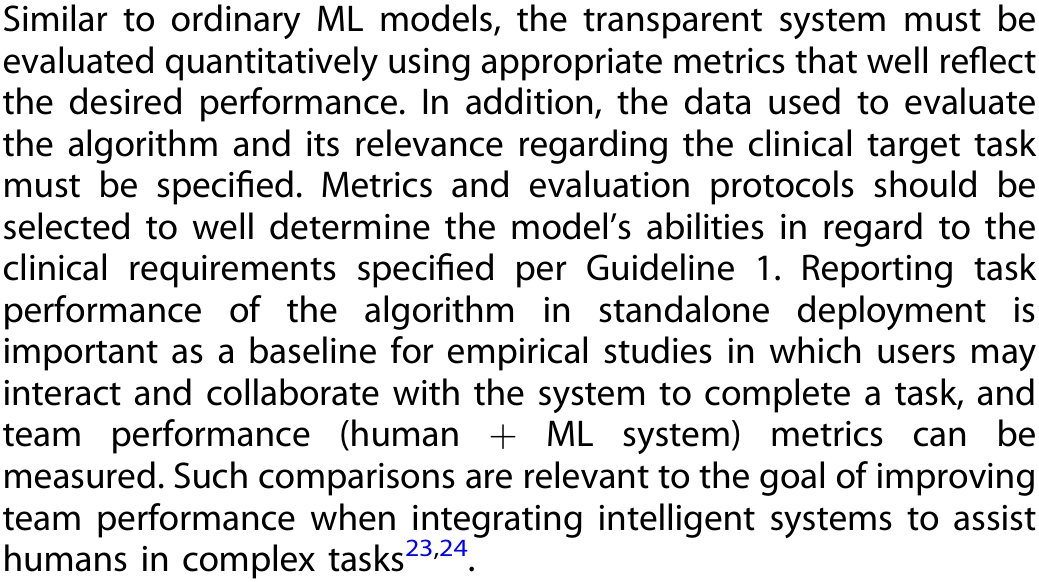 Similar to ordinary ML models, the transparent system must be
evaluated quantitatively using appropriate metrics that well reflect
the desired performance. In addition, the data used to evaluate
the algorithm and its relevance regarding the clinical target task
must be specified. Metrics and evaluation protocols should be
selected to well determine the model’s abilities in regard to the
clinical requirements specified per Guideline 1. Reporting task
performance of the algorithm in standalone deployment is
important as a baseline for empirical studies in which users may
interact and collaborate with the system to complete a task, and
team performance (human + ML system) metrics can be
measured. Such comparisons are relevant to the goal of improving
team performance when integrating intelligent systems to assist
humans in complex tasks23,24.